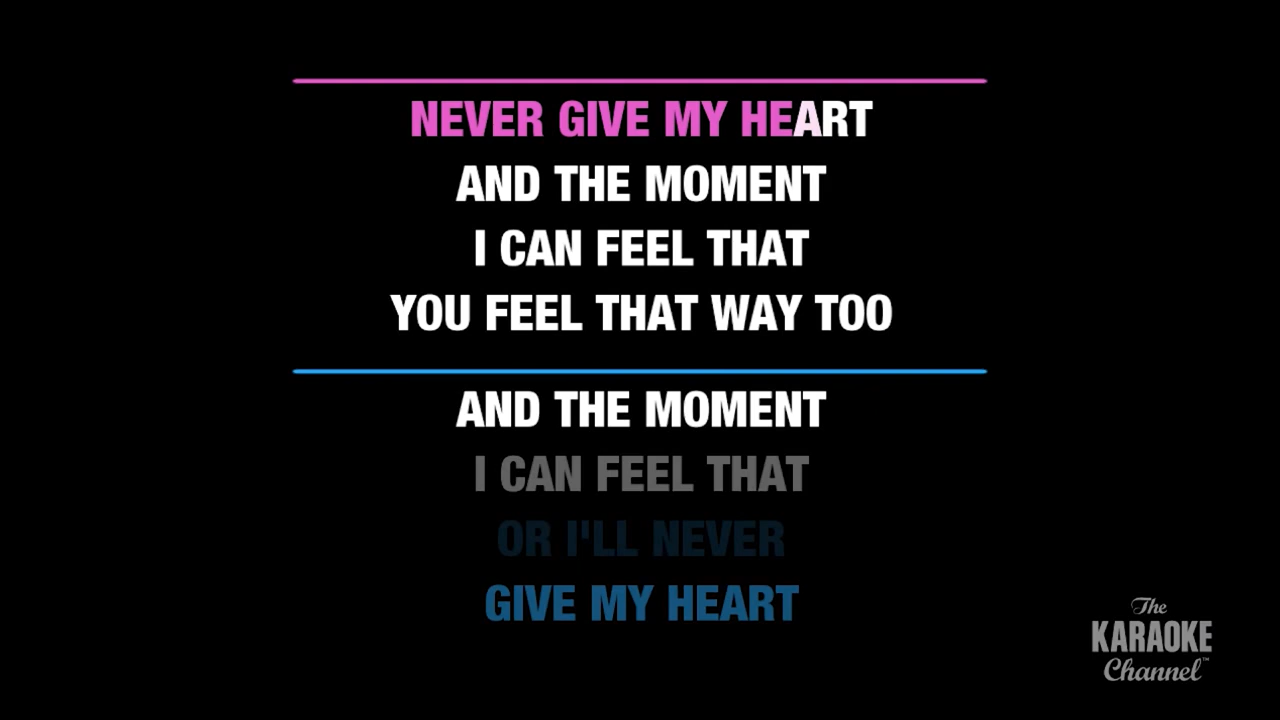 NEVER GIVE MY HEART
AND THE MOMENT
I CAN FEEL THAT
YOU FEEL THAT WAY TOO
AND THE MOMENT
I CAN FEEL THAT
OR I'LL NEVER
GIVE MY HEART
The
KARAOKE
Channel™